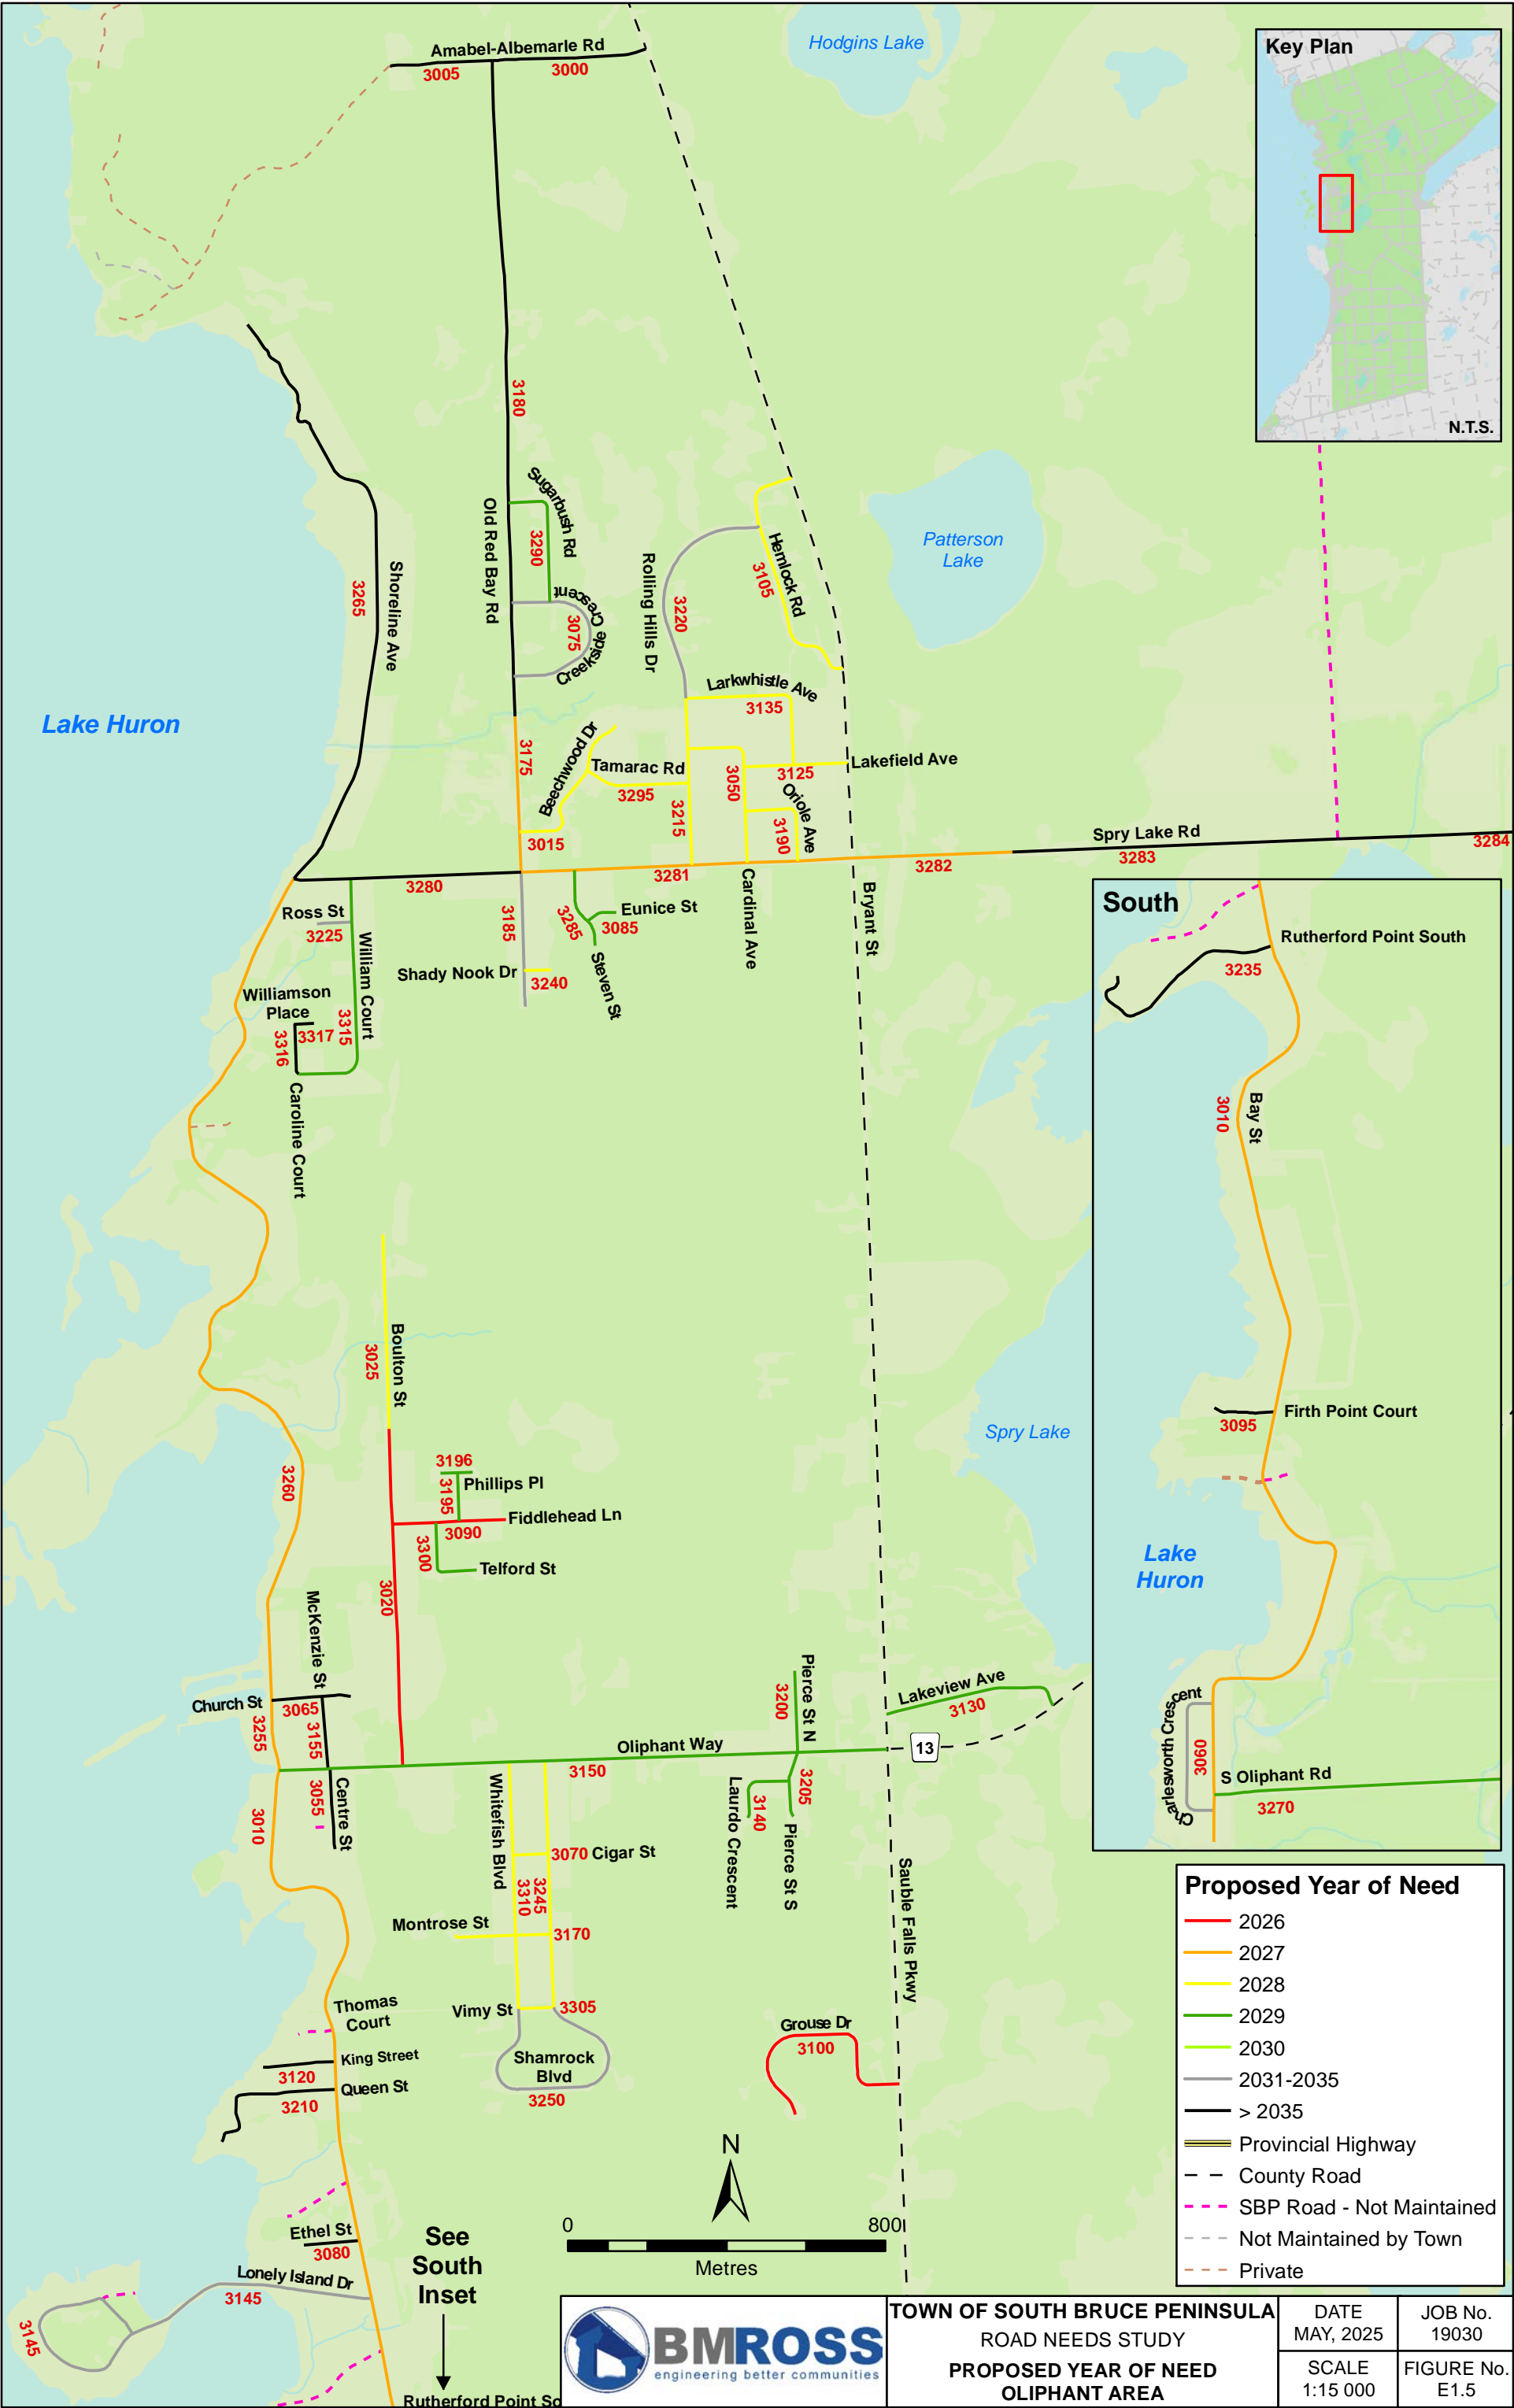 Amabel-Albemarle Rd
3005
3000
Hodgins Lake
Key Plan
N.T.S.
3180
Sugarbush Rd
Old Red Bay Rd
3290
Creekside Crescent
3075
Rolling Hills Dr
3220
Hemlock Rd
3105
Patterson
Lake
Shoreline Ave
3265
Lake Huron
Larkwhistle Ave
3135
3175
Beechwood Dr
Tamarac Rd
3295
3015
3215
3050
3125
Lakefield Ave
Oriole Ave
3190
Spry Lake Rd
3280
3281
3282
3283
3284
Ross St
3225
William Court
3315
Williamson
Place
3317
3316
Caroline Court
3185
3285
Eunice St
3085
Steven St
Shady Nook Dr
3240
Cardinal Ave
Bryant St
South
Rutherford Point South
3235
3010
Bay St
Firth Point Court
3095
Lake
Huron
Charlesworth Crescent
3060
S Oliphant Rd
3270
Boulton St
3025
Spry Lake
3260
3196
3195
Phillips Pl
Fiddlehead Ln
3090
3300
Telford St
3020
McKenzie St
Church St
3065
3255
3155
3010
3055
Centre St
Oliphant Way
3150
Pierce St N
3200
Lakeview Ave
3130
13
3205
Laurdo Crescent
3140
Pierce St S
Whitefish Blvd
3070 Cigar St
3310
3245
Montrose St
3170
Vimy St
3305
Shamrock
Blvd
3250
Sauble Falls Pkwy
Grouse Dr
3100
Thomas
Court
King Street
3120
Queen St
3210
Ethel St
3080
Lonely Island Dr
3145
3145
See
South
Inset
Rutherford Point So
N
0
800
Metres
Proposed Year of Need
2026
2027
2028
2029
2030
2031-2035
> 2035
Provincial Highway
County Road
SBP Road - Not Maintained
Not Maintained by Town
Private
BMROSS
engineering better communities
TOWN OF SOUTH BRUCE PENINSULA
ROAD NEEDS STUDY
PROPOSED YEAR OF NEED
OLIPHANT AREA
DATE
MAY, 2025
JOB No.
19030
SCALE
1:15 000
FIGURE No.
E1.5